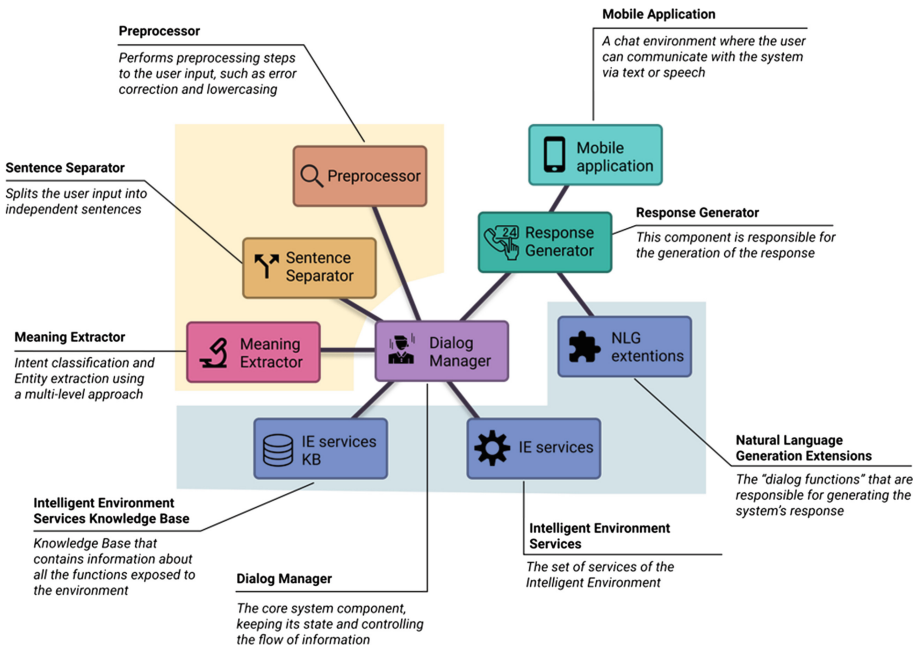 Preprocessor
Performs preprocessing steps
to the user input, such as error
correction and lowercasing
Mobile Application
A chat environment where the user
can communicate with the system
via text or speech
Sentence Separator
Splits the user input into
independent sentences
Preprocessor
Mobile
application
Response Generator
This component is responsible for
the generation of the response
24
Response
Generator
Sentence
Separator
Meaning Extractor
Intent classification and
Entity extraction using
a multi-level approach
Meaning
Extractor
Dialog
Manager
NLG
extentions
IE services
KB
IE services
Natural Language
Generation Extensions
The "dialog functions" that are
responsible for generating the
system's response
Intelligent Environment
Services Knowledge Base
Knowledge Base that
contains information about
all the functions exposed to
the environment
Intelligent Environment
Services
The set of services of the
Intelligent Environment
Dialog Manager
The core system component,
keeping its state and controlling
the flow of information